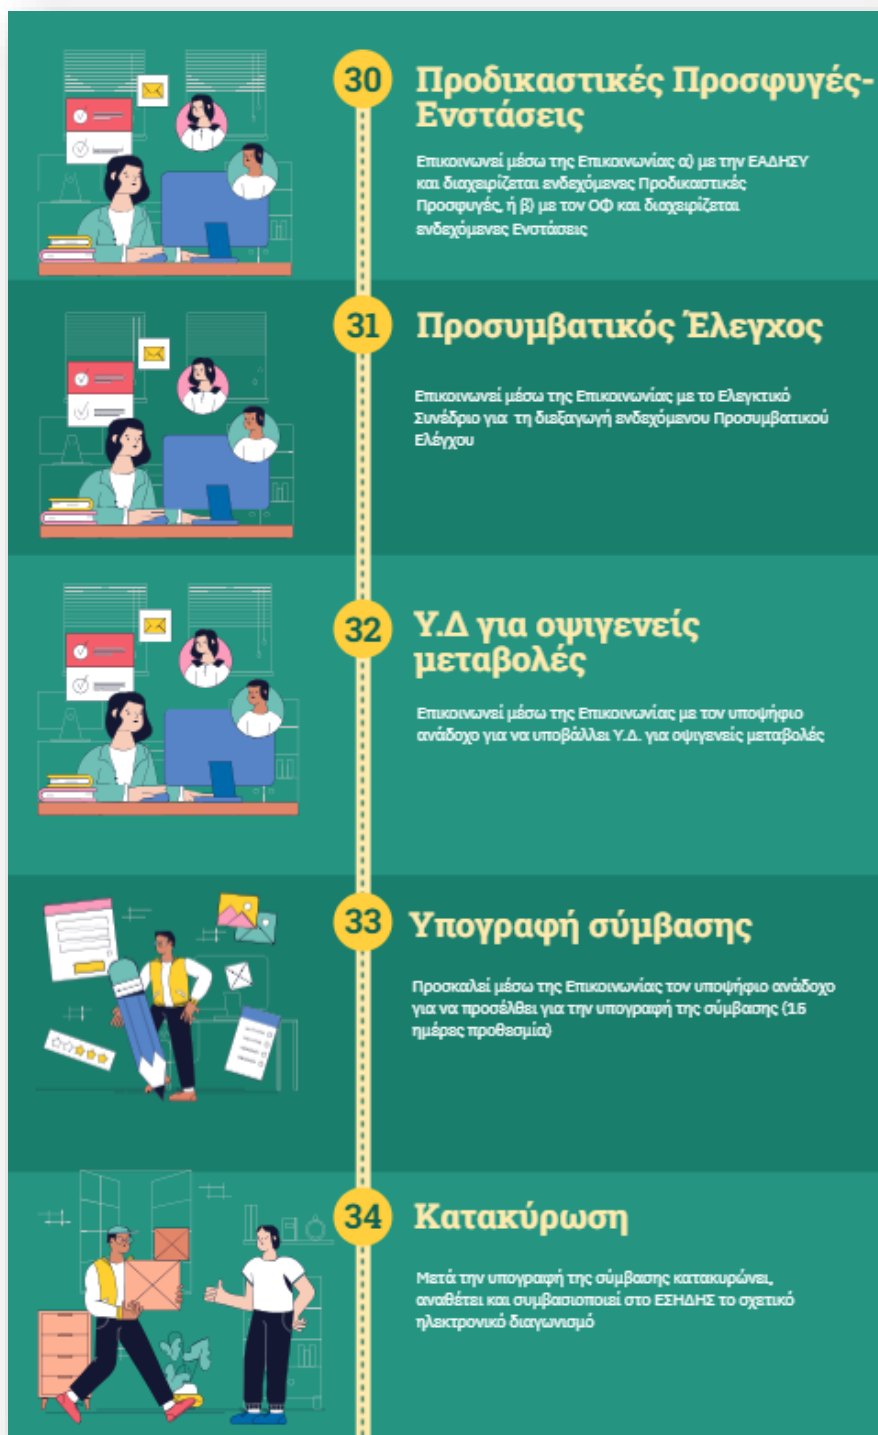 30
Προδικαστικές Προσφυγές-
Ενστάσεις
Επικοινωνεί μέσω της Επικοινωνίας α) με την ΕΑΔΗΣΥ
και διαχειρίζεται ενδεχόμενες Προδικαστικές
Προσφυγές, ή β) με τον ΟΦ και διαχειρίζεται
ενδεχόμενες Ενστάσεις
31
Προσυμβατικός Έλεγχος
Επικοινωνεί μέσω της Επικοινωνίας με το Ελεγκτικό
Συνέδριο για τη διεξαγωγή ενδεχόμενου Προσυμβατικού
Ελέγχου
32
Υ.Δ για οψιγενείς
μεταβολές
Επικοινωνεί μέσω της Επικοινωνίας με τον υποψήφιο
ανάδοχο για να υποβάλλει Υ.Δ. για οψιγενείς μεταβολές
33
Υπογραφή σύμβασης
Προσκαλεί μέσω της Επικοινωνίας τον υποψήφιο ανάδοχο
για να προσέλθει για την υπογραφή της σύμβασης (15
ημέρες προθεσμία)
34
Κατακύρωση
Μετά την υπογραφή της σύμβασης κατακυρώνει,
αναθέτει και συμβασιοποιεί στο ΕΣΗΔΗΣ το σχετικό
ηλεκτρονικό διαγωνισμό